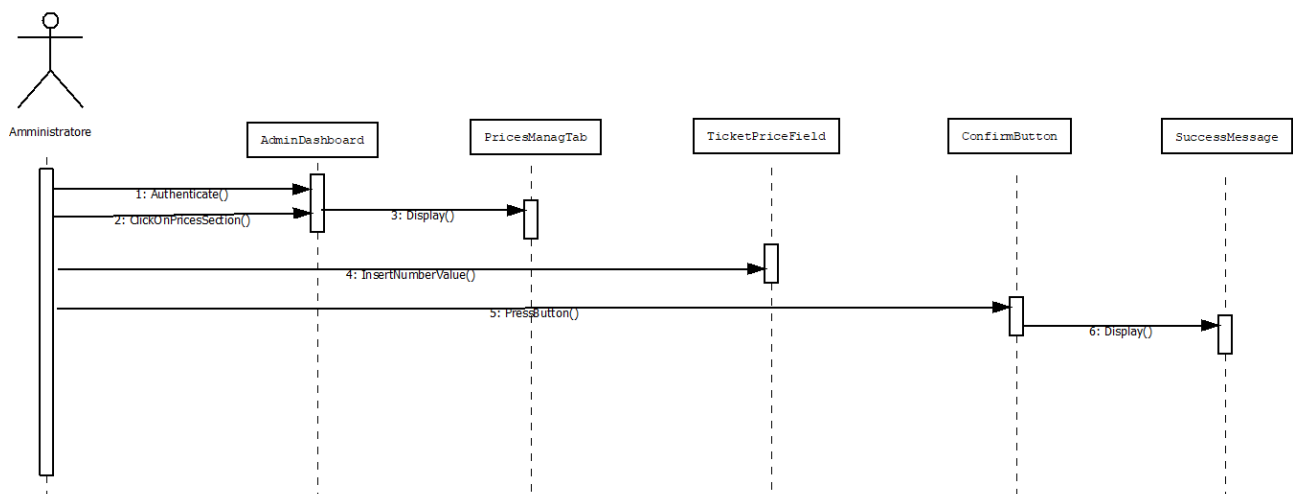 Amministratore
AdminDashboard
PricesManagTab
TicketPriceField
ConfirmButton
SuccessMessage
1: Authenticate()
2: ClickOnPricesSection()
3: Display()
4: InsertNumberValue()
5: PressButton()
6: Display()